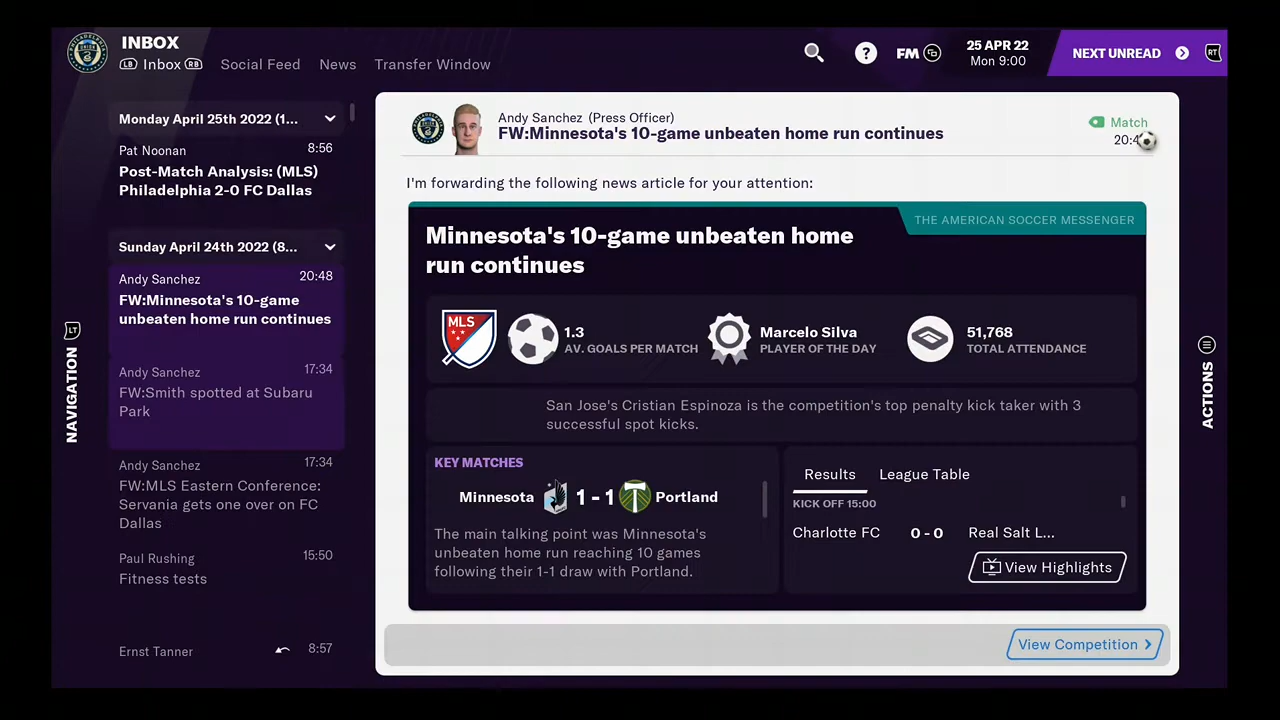 INBOX
LB Inbox RB
Social Feed
News
Transfer Window
?
FM
25 APR 22
Mon 9:00
NEXT UNREAD
RT
Monday April 25th 2022 (1...
Pat Noonan 8:56
Post-Match Analysis: (MLS)
Philadelphia 2-0 FC Dallas
Sunday April 24th 2022 (8...
Andy Sanchez 20:48
FW:Minnesota's 10-game
unbeaten home run continues
Andy Sanchez 17:34
FW:Smith spotted at Subaru
Park
Andy Sanchez 17:34
FW:MLS Eastern Conference:
Servania gets one over on FC
Dallas
Paul Rushing 15:50
Fitness tests
Ernst Tanner 8:57
LT
NAVIGATION
Andy Sanchez (Press Officer)
FW:Minnesota's 10-game unbeaten home run continues
Match
20:4
I'm forwarding the following news article for your attention:
THE AMERICAN SOCCER MESSENGER
Minnesota's 10-game unbeaten home
run continues
MLS
1.3
AV. GOALS PER MATCH
Marcelo Silva
PLAYER OF THE DAY
51,768
TOTAL ATTENDANCE
San Jose's Cristian Espinoza is the competition's top penalty kick taker with 3
successful spot kicks.
KEY MATCHES
Minnesota 1 - 1 Portland
The main talking point was Minnesota's
unbeaten home run reaching 10 games
following their 1-1 draw with Portland.
Results
League Table
KICK OFF 15:00
Charlotte FC 0 - 0 Real Salt L...
View Highlights
View Competition
ACTIONS